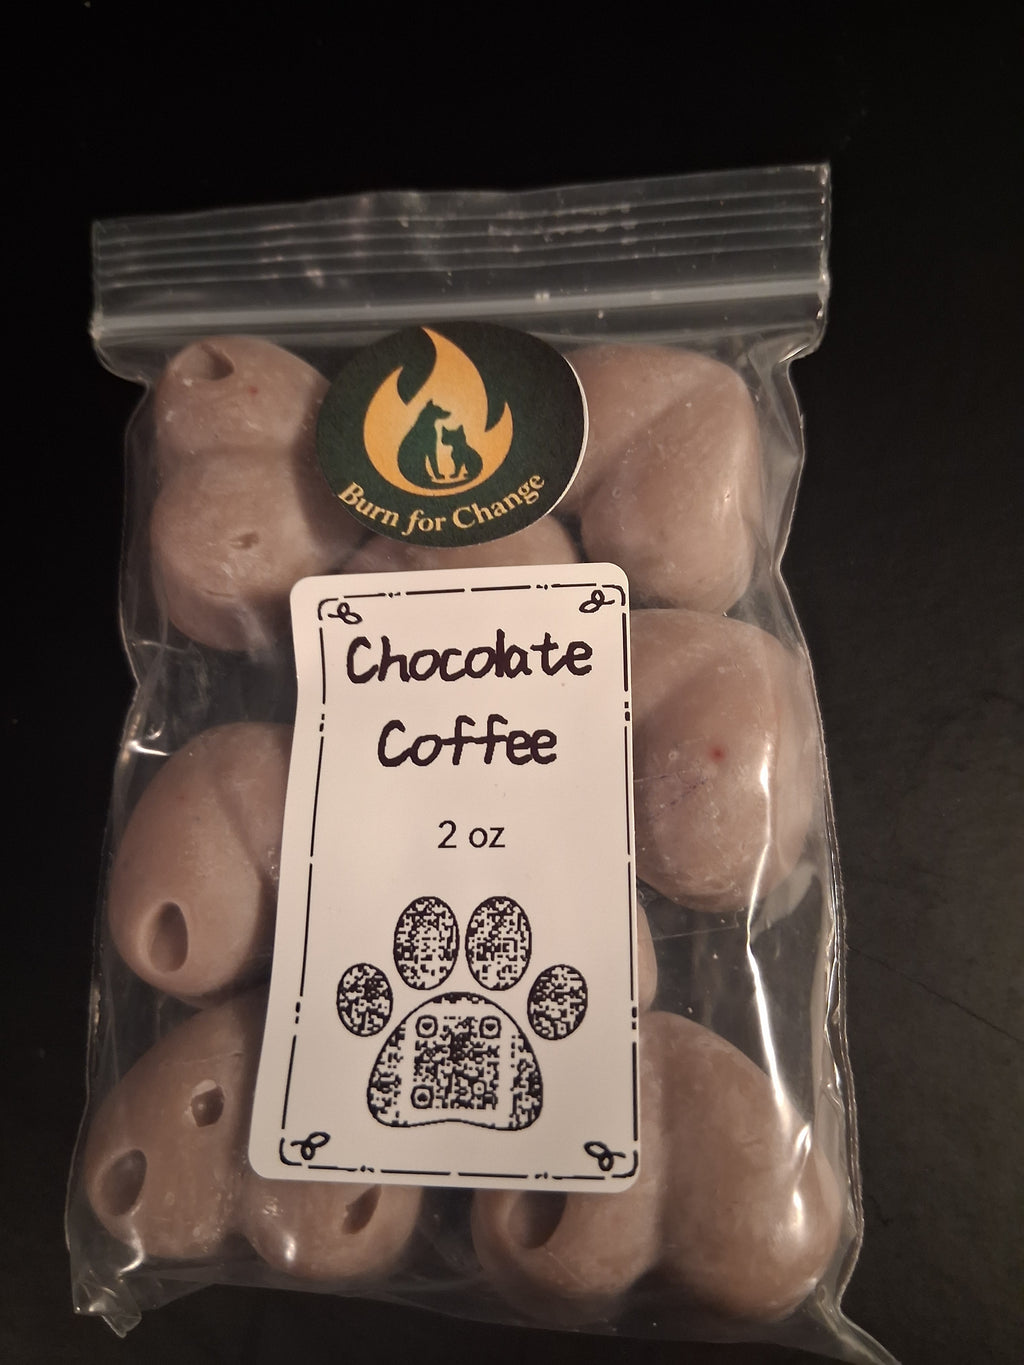 Burn for Change
Chocolate
Coffee
2 oz